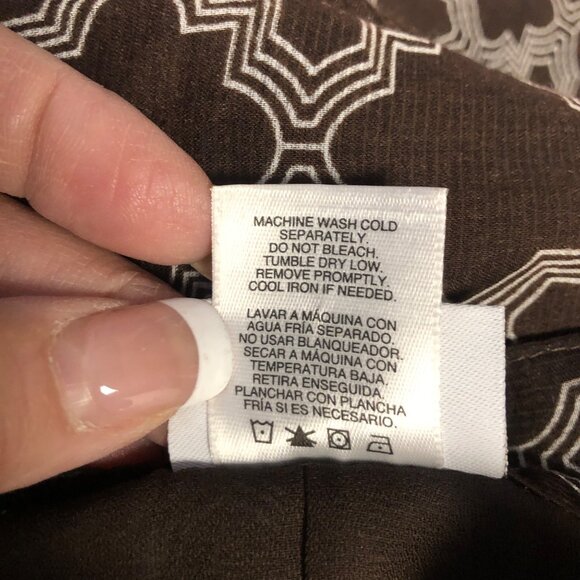 MACHINE WASH COLD
SEPARATELY.
DO NOT BLEACH.
TUMBLE DRY LOW.
REMOVE PROMPTLY.
COOL IRON IF NEEDED.
LAVAR A MÁQUINA CON
AGUA FRÍA SEPARADO.
NO USAR BLANQUEADOR.
SECAR A MÁQUINA CON
TEMPERATURA BAJA.
RETIRA ENSEGUIDA.
PLANCHAR CON PLANCHA
FRÍA SI ES NECESARIO.